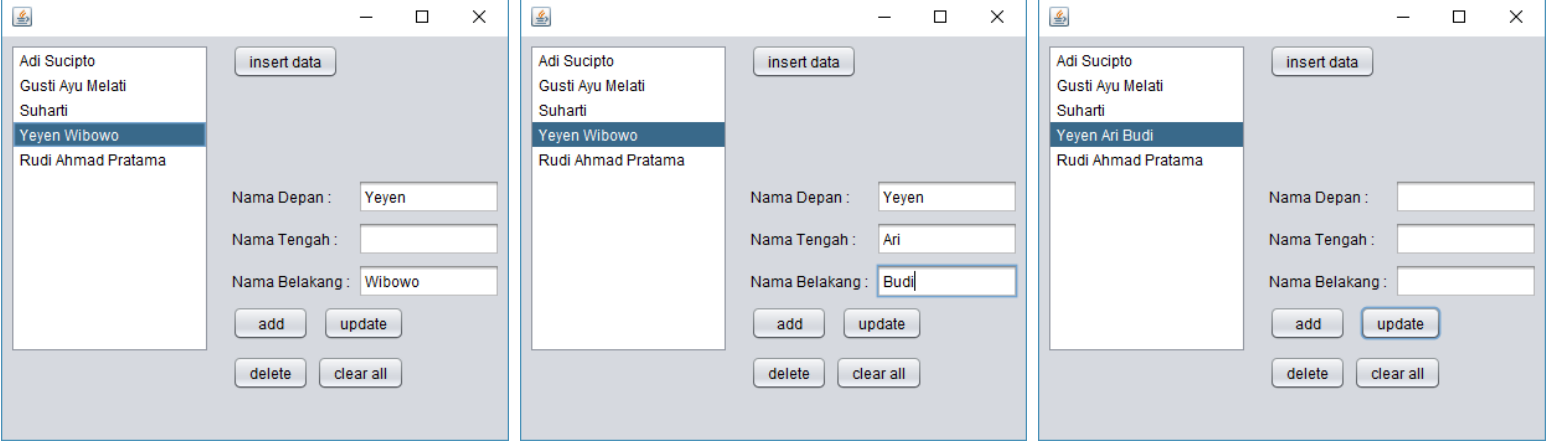 Adi Sucipto
Gusti Ayu Melati
Suharti
Yeyen Wibowo
Rudi Ahmad Pratama
insert data
Nama Depan : Yeyen
Nama Tengah :
Nama Belakang : Wibowo
add update
delete clear all
Adi Sucipto
Gusti Ayu Melati
Suharti
Yeyen Wibowo
Rudi Ahmad Pratama
insert data
Nama Depan : Yeyen
Nama Tengah : Ari
Nama Belakang : Budi
add update
delete clear all
Adi Sucipto
Gusti Ayu Melati
Suharti
Yeyen Ari Budi
Rudi Ahmad Pratama
insert data
Nama Depan :
Nama Tengah :
Nama Belakang :
add update
delete clear all